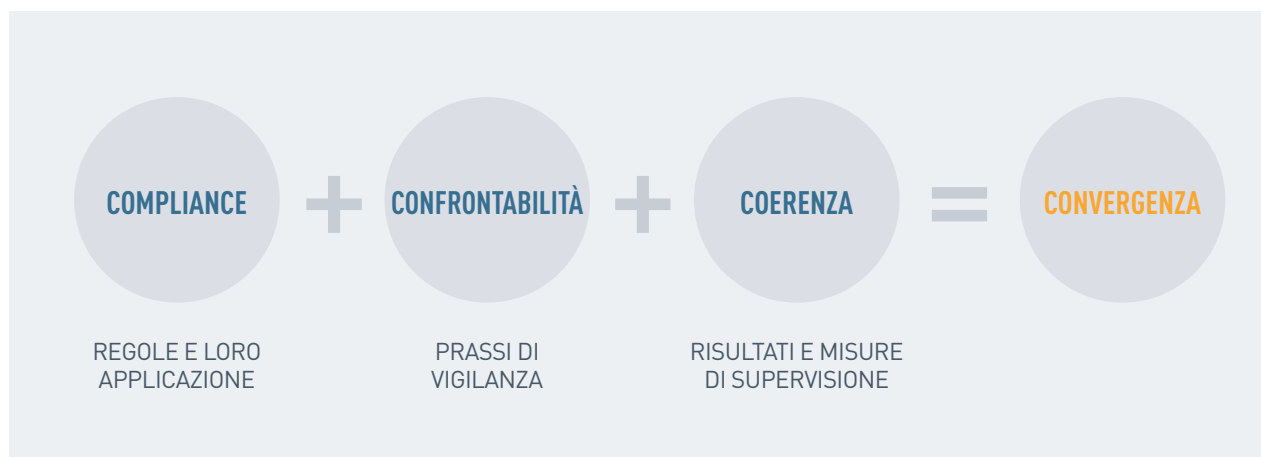 COMPLIANCE
+
CONFRONTABILITÀ
+
COERENZA
=
CONVERGENZA
REGOLE E LORO
APPLICAZIONE
PRASSI DI
VIGILANZA
RISULTATI E MISURE
DI SUPERVISIONE